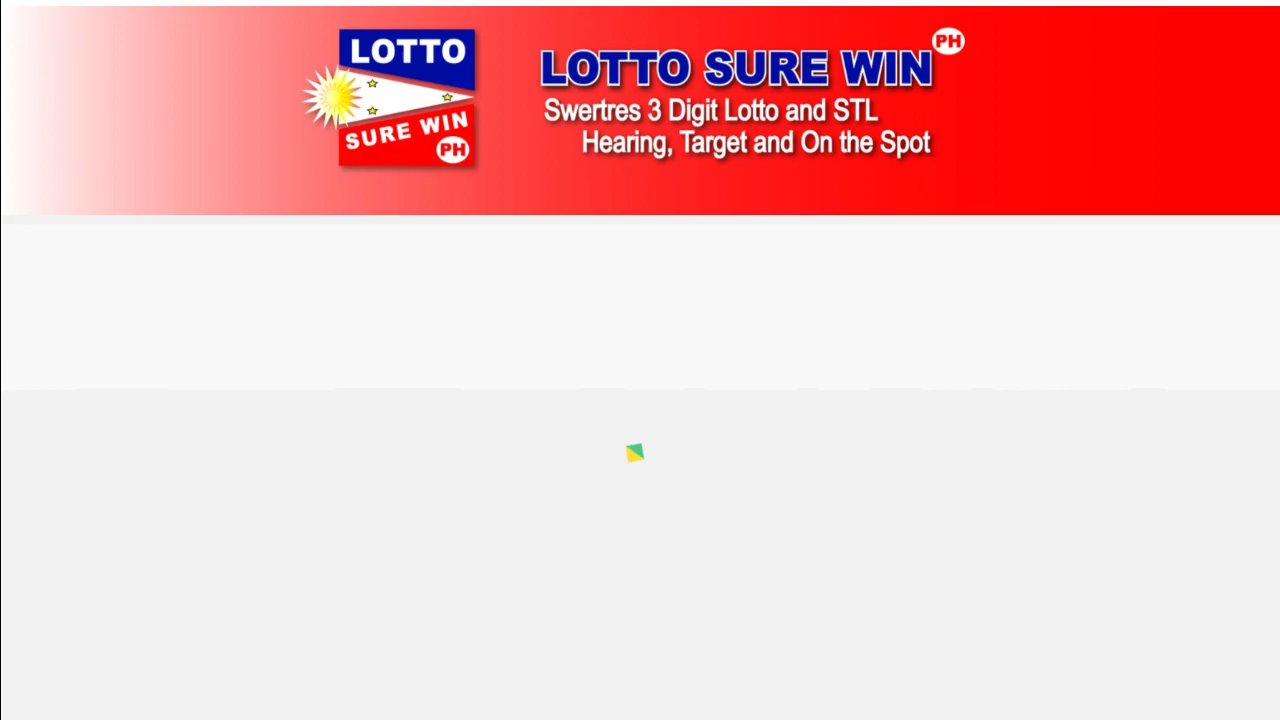 LOTTO
SURE WIN
PH
LOTTO SURE WIN PH
Swertres 3 Digit Lotto and STL
Hearing, Target and On the Spot